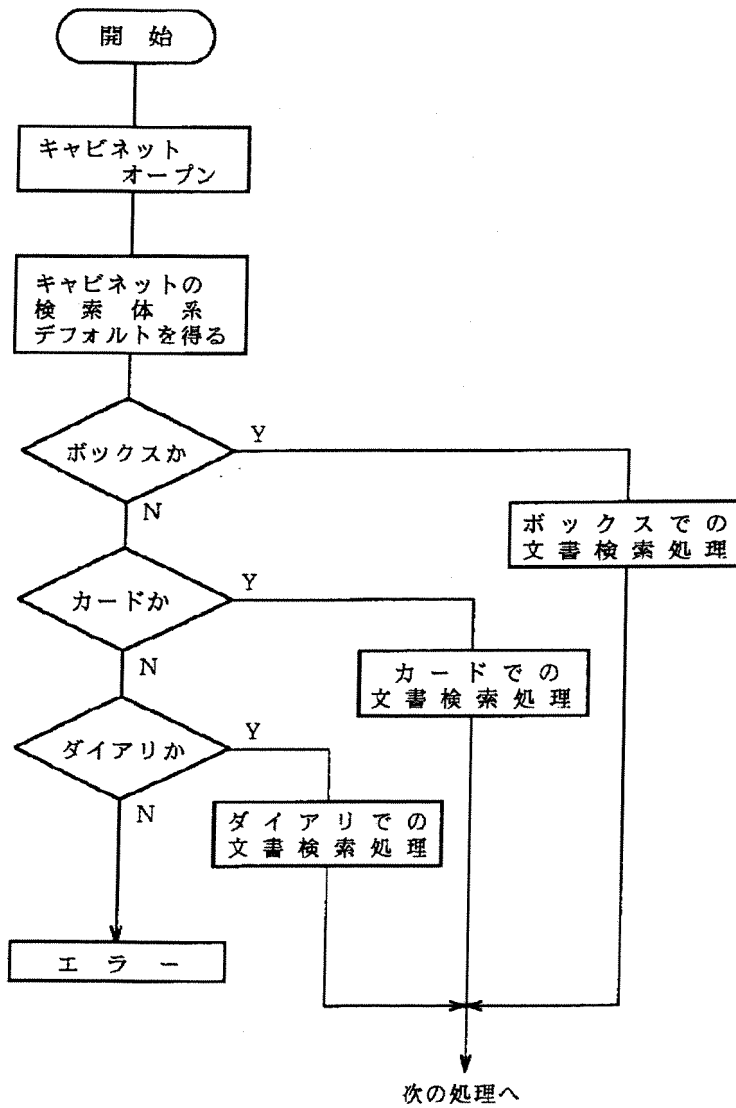 開始
キャビネット
オープン
キャビネットの
検索体系
デフォルトを得る
ボックスか
Y
N
ボックスでの
文書検索処理
カードか
Y
N
カードでの
文書検索処理
ダイアリか
Y
N
ダイアリでの
文書検索処理
エラー
次の処理へ